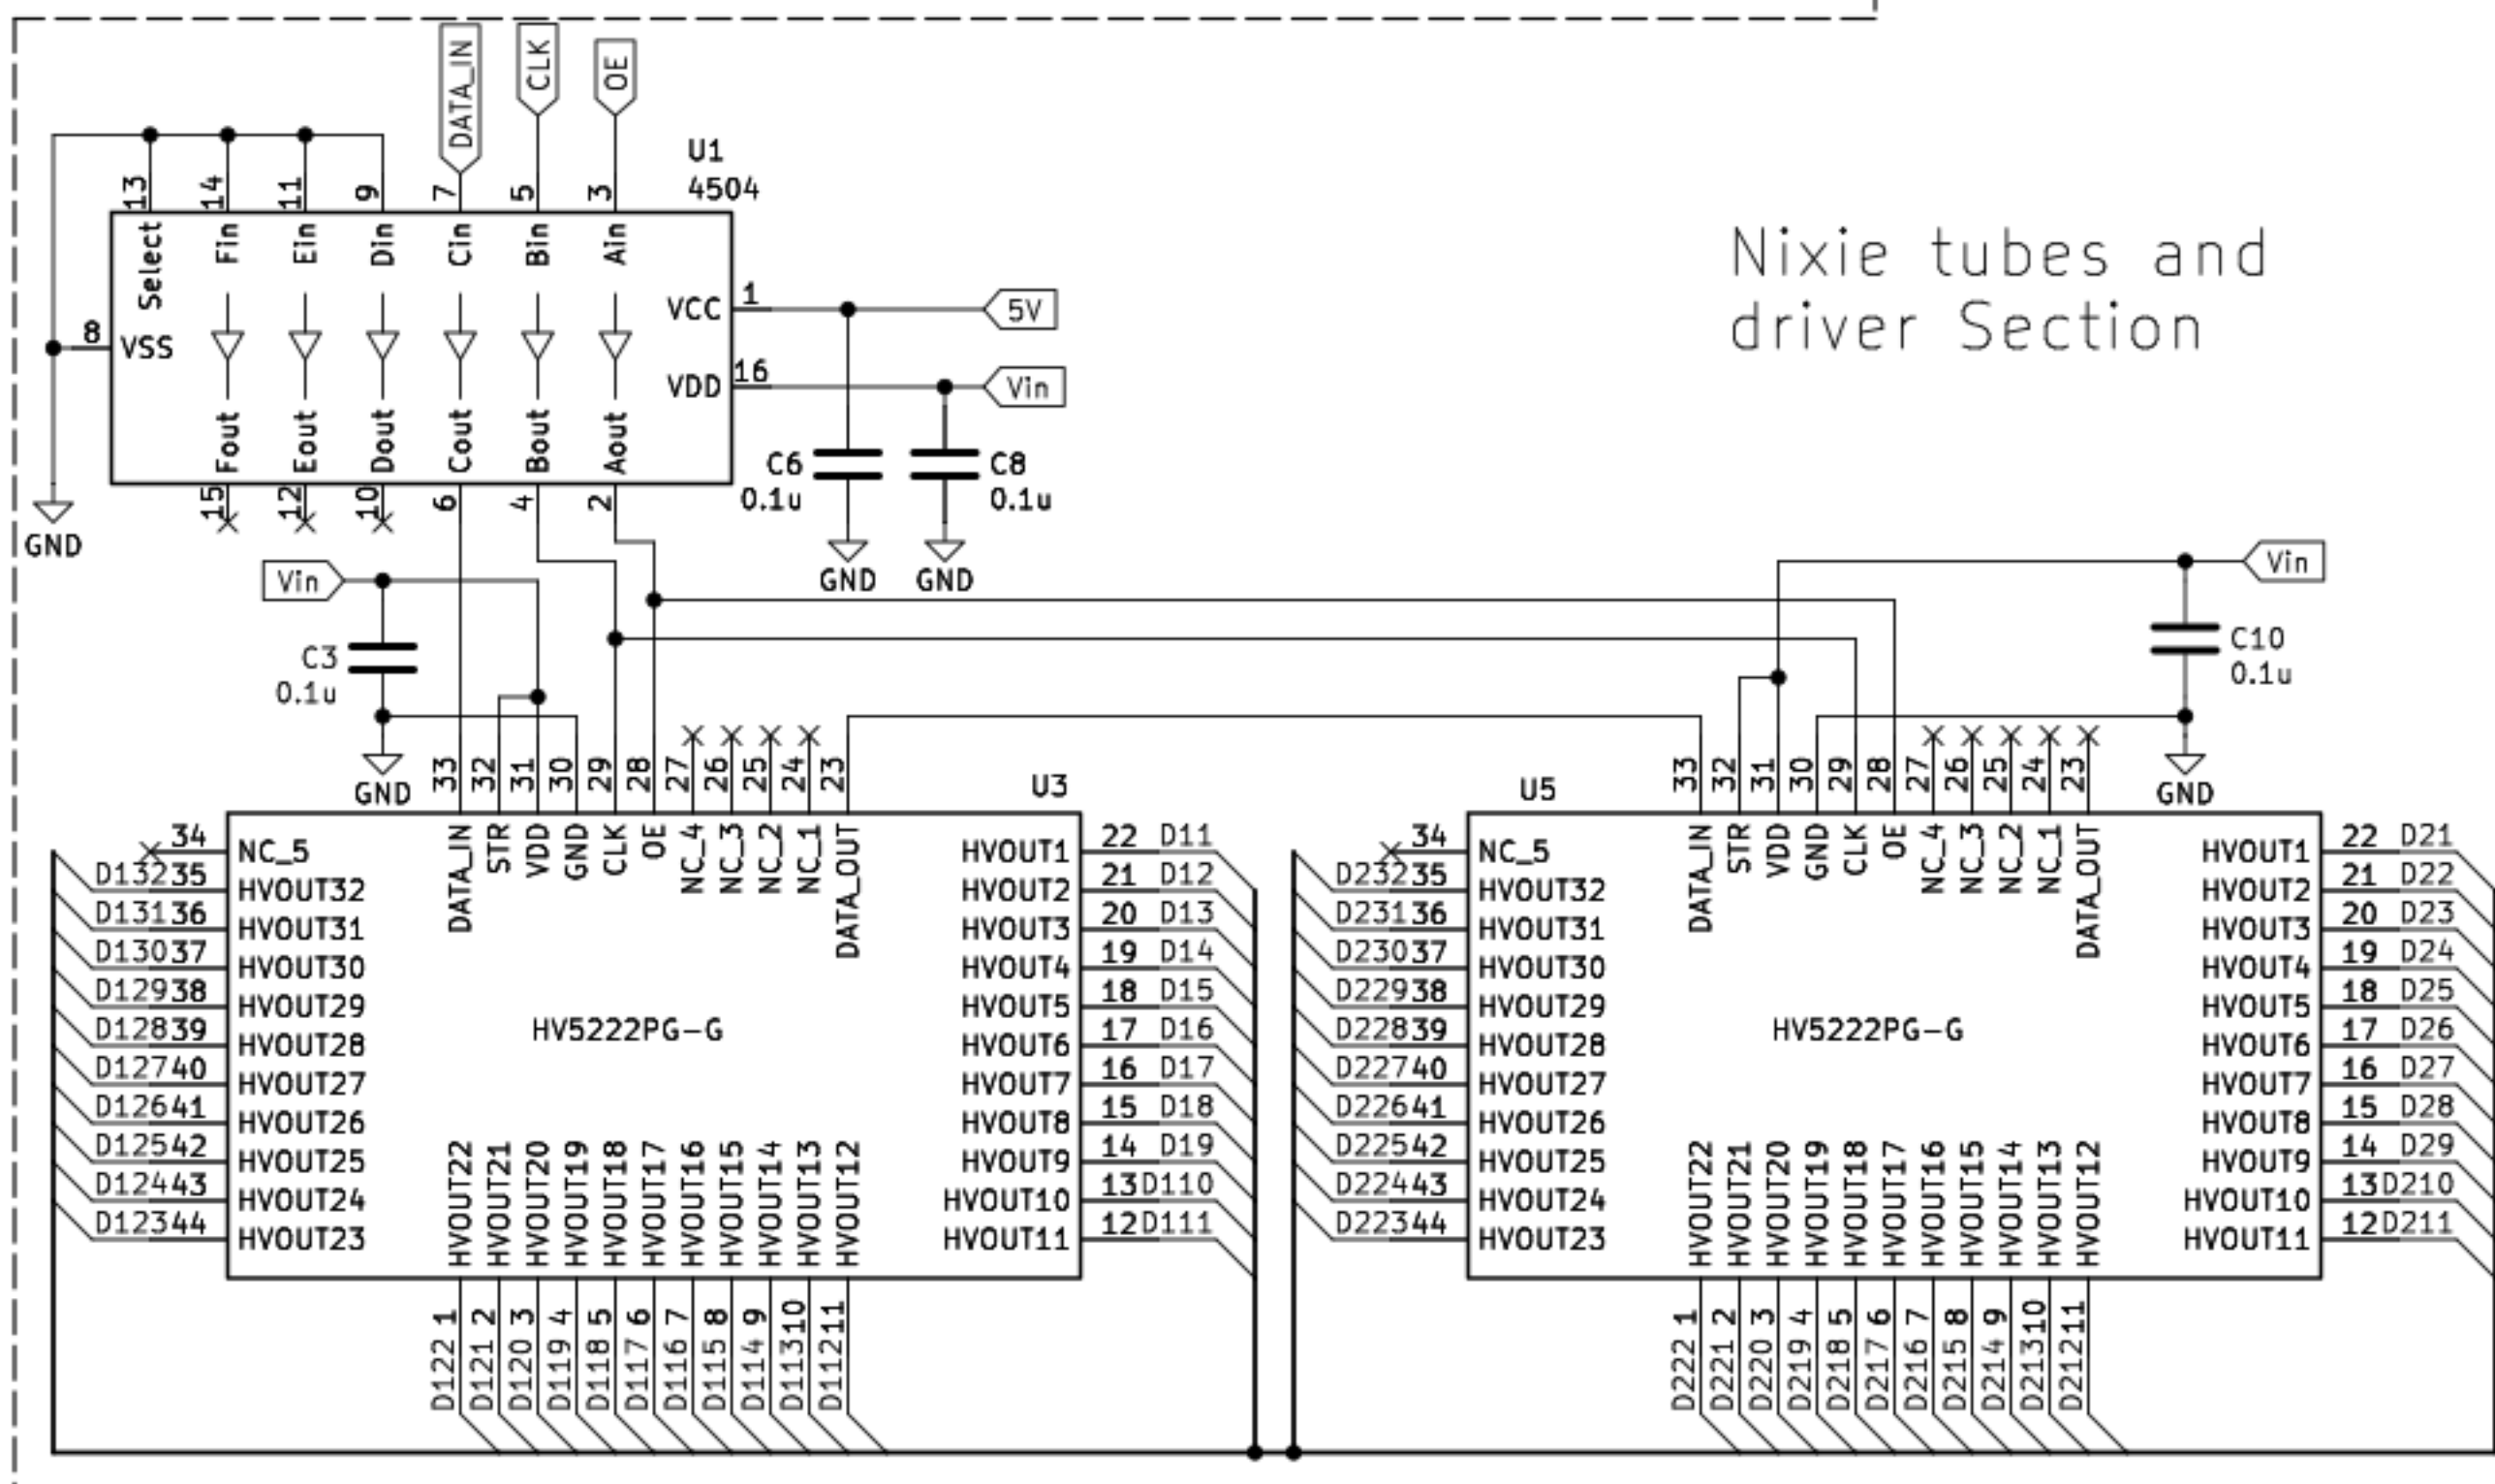 DATA_IN
CLK
OE
U1
4504
13
14
11
9
7
5
3
Select
Fin
Ein
Din
Cin
Bin
Ain
Nixie tubes and
driver Section
VCC
1
5V
8
VSS
VDD
16
Vin
Fout
Eout
Dout
Cout
Bout
Aout
15
12
10
6
4
2
C6
0.1u
C8
0.1u
GND
GND
GND
Vin
Vin
C3
0.1u
C10
0.1u
GND
GND
33
32
31
30
29
28
27
26
25
24
23
U3
DATA_IN
STR
VDD
GND
CLK
OE
NC_4
NC_3
NC_2
NC_1
DATA_OUT
34 NC_5
D132 35 HVOUT32
D131 36 HVOUT31
D130 37 HVOUT30
D129 38 HVOUT29
D128 39 HVOUT28
D127 40 HVOUT27
D126 41 HVOUT26
D125 42 HVOUT25
D124 43 HVOUT24
D123 44 HVOUT23
HV5222PG-G
HVOUT1 22 D11
HVOUT2 21 D12
HVOUT3 20 D13
HVOUT4 19 D14
HVOUT5 18 D15
HVOUT6 17 D16
HVOUT7 16 D17
HVOUT8 15 D18
HVOUT9 14 D19
HVOUT10 13 D110
HVOUT11 12 D111
HVOUT22
HVOUT21
HVOUT20
HVOUT19
HVOUT18
HVOUT17
HVOUT16
HVOUT15
HVOUT14
HVOUT13
HVOUT12
D122 1
D121 2
D120 3
D119 4
D118 5
D117 6
D116 7
D115 8
D114 9
D113 10
D112 11
33
32
31
30
29
28
27
26
25
24
23
U5
DATA_IN
STR
VDD
GND
CLK
OE
NC_4
NC_3
NC_2
NC_1
DATA_OUT
34 NC_5
D232 35 HVOUT32
D231 36 HVOUT31
D230 37 HVOUT30
D229 38 HVOUT29
D228 39 HVOUT28
D227 40 HVOUT27
D226 41 HVOUT26
D225 42 HVOUT25
D224 43 HVOUT24
D223 44 HVOUT23
HV5222PG-G
HVOUT1 22 D21
HVOUT2 21 D22
HVOUT3 20 D23
HVOUT4 19 D24
HVOUT5 18 D25
HVOUT6 17 D26
HVOUT7 16 D27
HVOUT8 15 D28
HVOUT9 14 D29
HVOUT10 13 D210
HVOUT11 12 D211
HVOUT22
HVOUT21
HVOUT20
HVOUT19
HVOUT18
HVOUT17
HVOUT16
HVOUT15
HVOUT14
HVOUT13
HVOUT12
D222 1
D221 2
D220 3
D219 4
D218 5
D217 6
D216 7
D215 8
D214 9
D213 10
D212 11